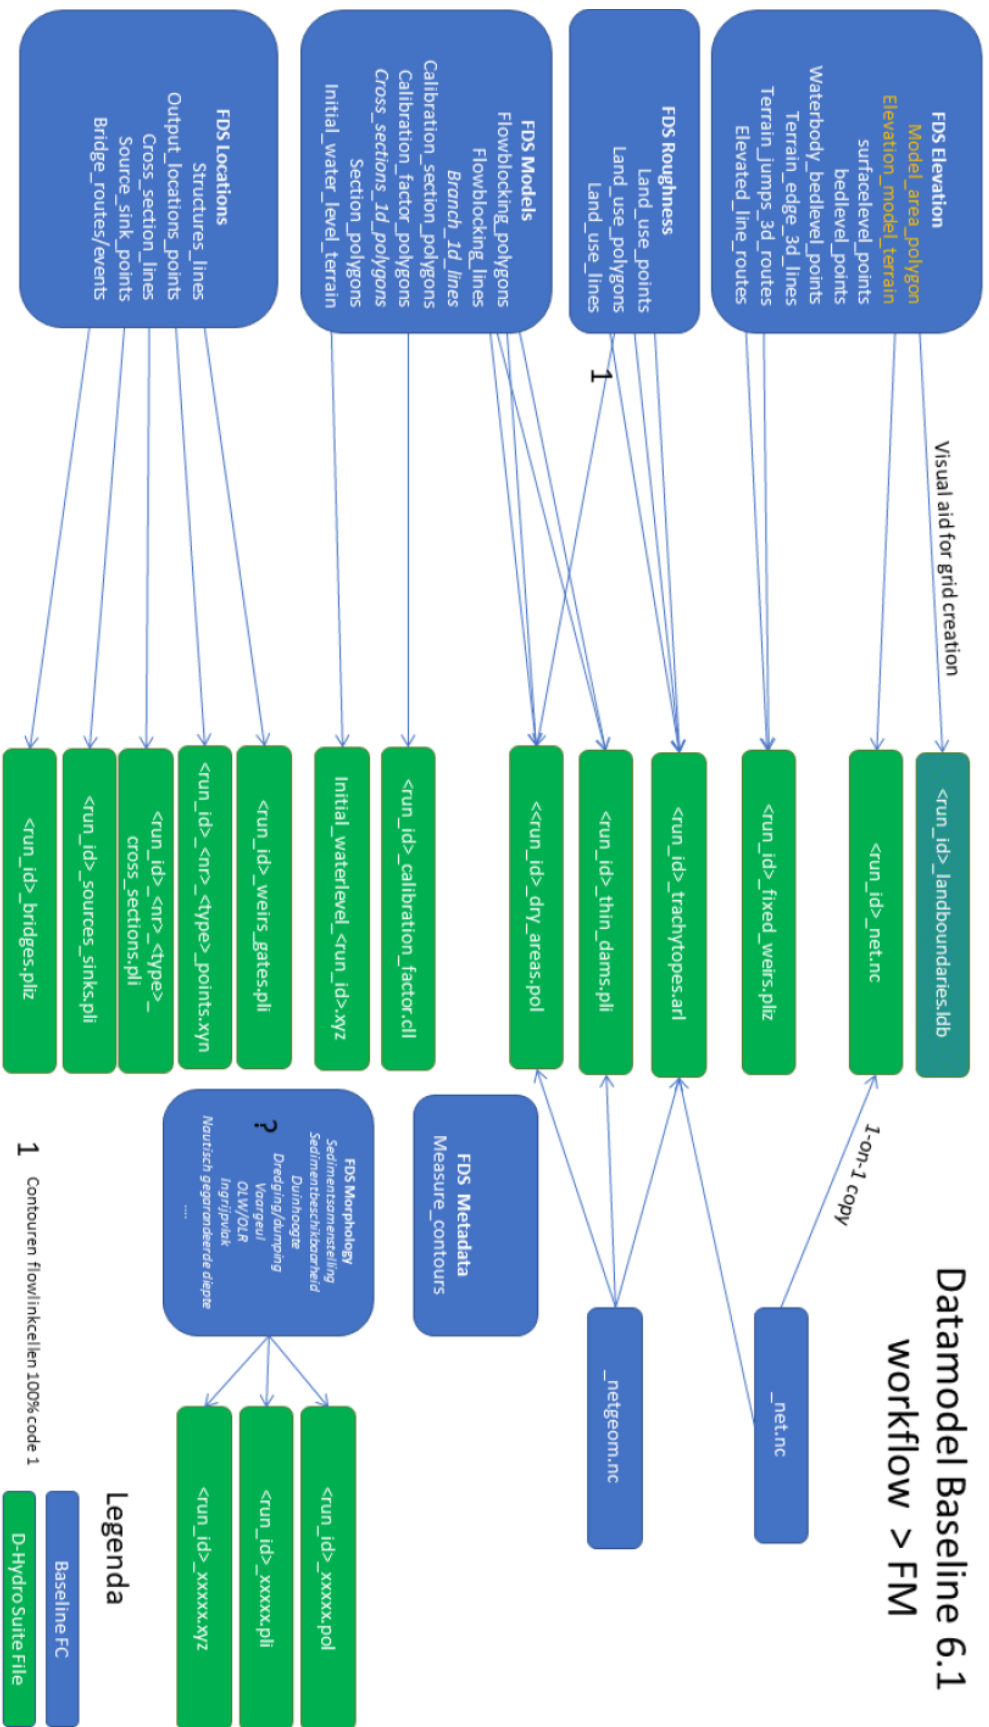 Datamodel Baseline 6.1
workflow > FM
FDS Elevation
Model_area_polygon
Elevation_model_terrain
surfacelevel_points
bedlevel_points
Waterbody_bedlevel_points
Terrain_edge_3d_lines
Terrain_jumps_3d_routes
Elevated_line_routes
FDS Roughness
Land_use_points
Land_use_polygons
Land_use_lines
FDS Models
Flowblocking_polygons
Flowblocking_lines
Branch_1d_lines
Calibration_section_polygons
Calibration_factor_polygons
Cross_sections_1d_polygons
Section_polygons
Initial_water_level_terrain
FDS Locations
Structures_lines
Output_locations_points
Cross_section_lines
Source_sink_points
Bridge_routes/events
Visual aid for grid creation
1
<run_id>_landboundaries.ldb
<run_id>_net.nc
<run_id>_fixed_weirs.pliz
<run_id>_trachytopes.arl
<run_id>_thin_dams.pli
<<run_id>_dry_areas.pol
<run_id>_calibration_factor.cll
Initial_waterlevel_<run_id>.xyz
<run_id>_weirs_gates.pli
<run_id>_<nr>_<type>_points.xyn
<run_id>_<nr>_<type>_
cross_sections.pli
<run_id>_sources_sinks.pli
<run_id>_bridges.pliz
1-on-1 copy
_net.nc
_netgeom.nc
FDS Metadata
Measure_contours
FDS Morphology
Sedimentsamenstelling
Sedimentbeschikbaarheid
Duinhoogte
Dredging/dumping
?
Vaargeul
OLW/OLR
Ingrijpvlak
Nautisch gegarandeerde diepte
....
<run_id>_xxxxx.pol
<run_id>_xxxxx.pli
<run_id>_xxxxx.xyz
1 Contouren flowlinkcellen 100% code 1
Legenda
Baseline FC
D-Hydro Suite File